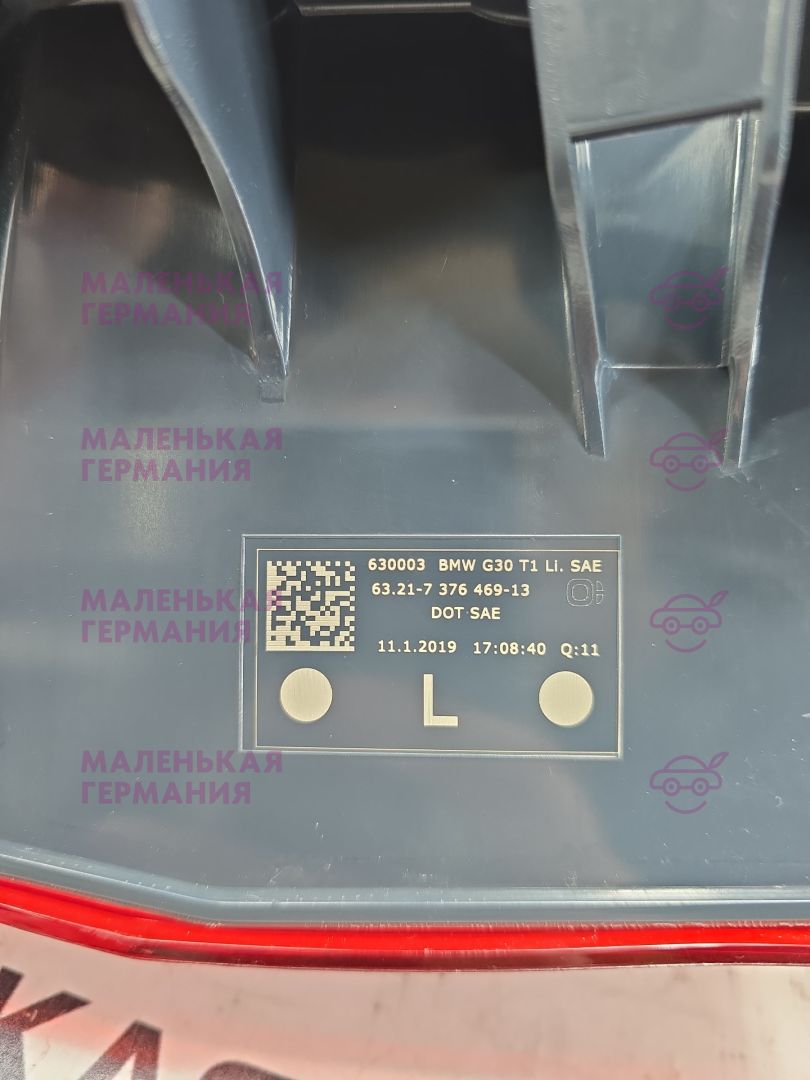 МАЛЕНЬКАЯ
ГЕРМАНИЯ
МАЛЕНЬКАЯ
ГЕРМАНИЯ
630003 BMW G30 T1 Li. SAE
63.21-7 376 469-13
DOT SAE
11.1.2019 17:08:40 Q:11
L
МАЛЕНЬКАЯ
ГЕРМАНИЯ
МАЛЕНЬКАЯ
ГЕРМАНИЯ